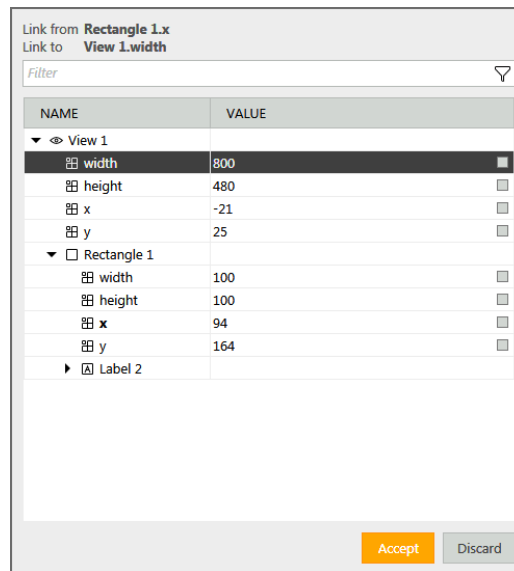 Link from Rectangle 1.x
Link to View 1.width
Filter
NAME VALUE
View 1
width 800
height 480
x -21
y 25
Rectangle 1
width 100
height 100
x 94
y 164
A Label 2
Accept Discard